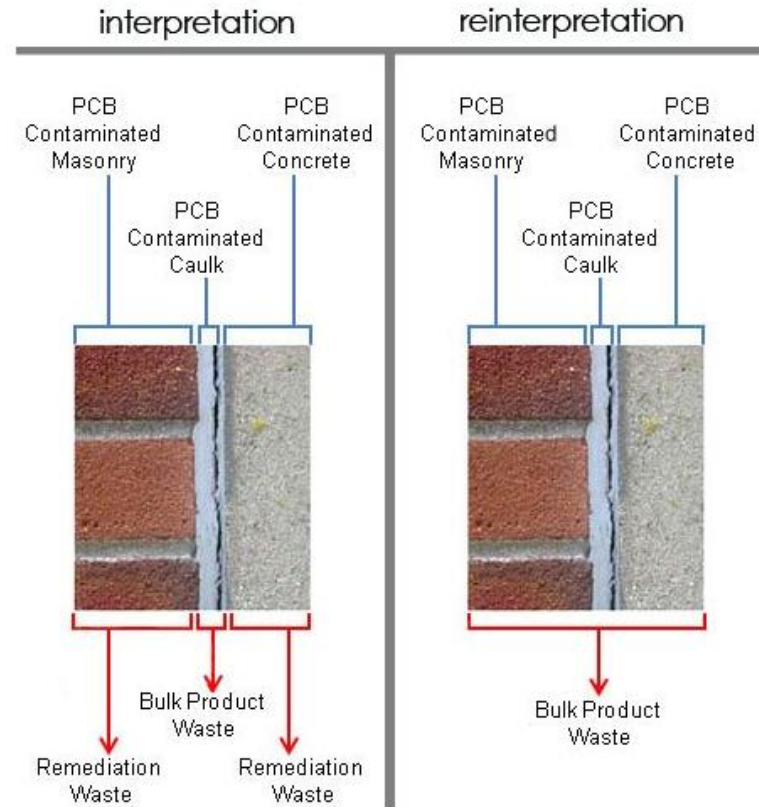 interpretation
PCB
Contaminated
Masonry
PCB
Contaminated
Concrete
PCB
Contaminated
Caulk
Bulk Product
Waste
Remediation
Waste
Remediation
Waste
reinterpretation
PCB
Contaminated
Masonry
PCB
Contaminated
Concrete
PCB
Contaminated
Caulk
Bulk Product
Waste